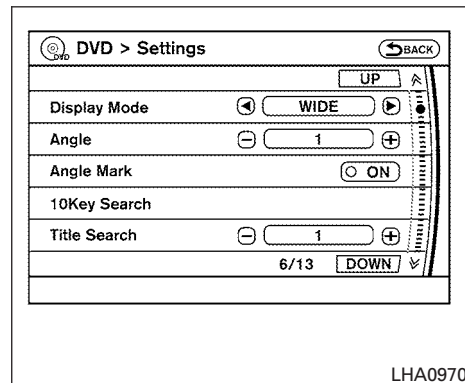 DVD DVD > Settings BACK
UP
Display Mode WIDE
Angle 1
Angle Mark ON
10Key Search
Title Search 1
6/13 DOWN
LHA0970